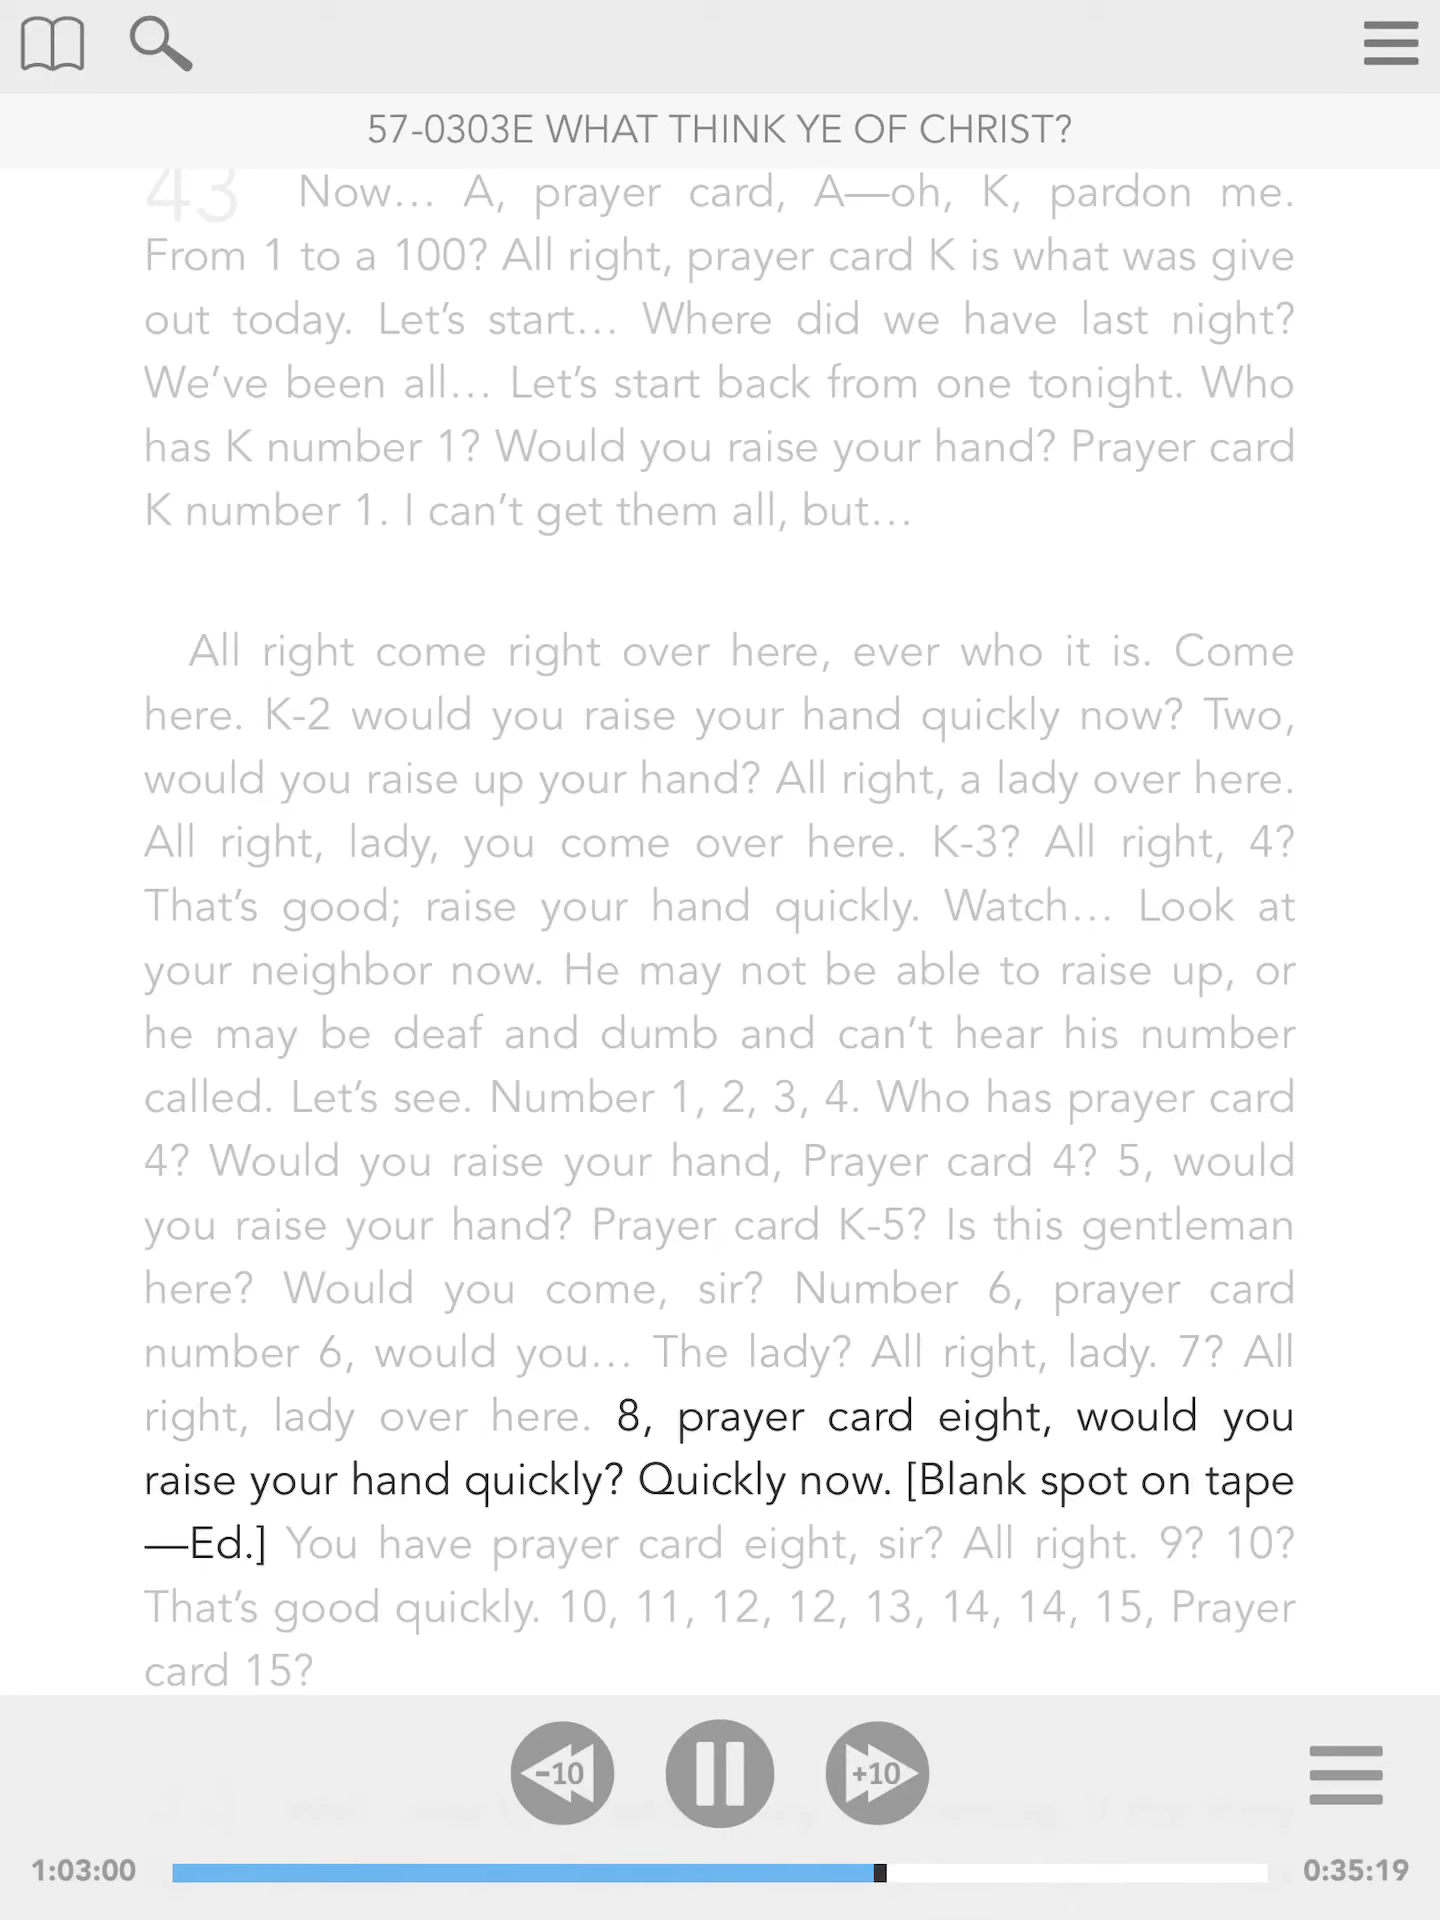 57-0303E WHAT THINK YE OF CHRIST?
43 Now… A, prayer card, A—oh, K, pardon me.
From 1 to a 100? All right, prayer card K is what was give
out today. Let’s start… Where did we have last night?
We’ve been all… Let’s start back from one tonight. Who
has K number 1? Would you raise your hand? Prayer card
K number 1. I can’t get them all, but…
All right come right over here, ever who it is. Come
here. K-2 would you raise your hand quickly now? Two,
would you raise up your hand? All right, a lady over here.
All right, lady, you come over here. K-3? All right, 4?
That’s good; raise your hand quickly. Watch… Look at
your neighbor now. He may not be able to raise up, or
he may be deaf and dumb and can’t hear his number
called. Let’s see. Number 1, 2, 3, 4. Who has prayer card
4? Would you raise your hand, Prayer card 4? 5, would
you raise your hand? Prayer card K-5? Is this gentleman
here? Would you come, sir? Number 6, prayer card
number 6, would you… The lady? All right, lady. 7? All
right, lady over here. 8, prayer card eight, would you
raise your hand quickly? Quickly now. [Blank spot on tape
—Ed.] You have prayer card eight, sir? All right. 9? 10?
That’s good quickly. 10, 11, 12, 12, 13, 14, 14, 15, Prayer
card 15?
-10
+10
1:03:00
0:35:19